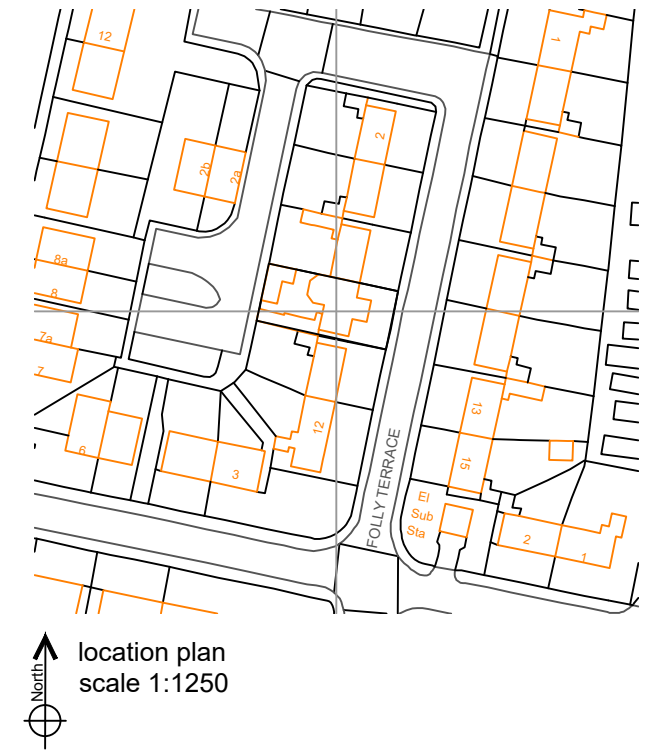 12
1
2
2b
2a
8a
8
7a
7
6
3
12
13
15
FOLLY TERRACE
El
Sub
Sta
2
1
North
location plan
scale 1:1250